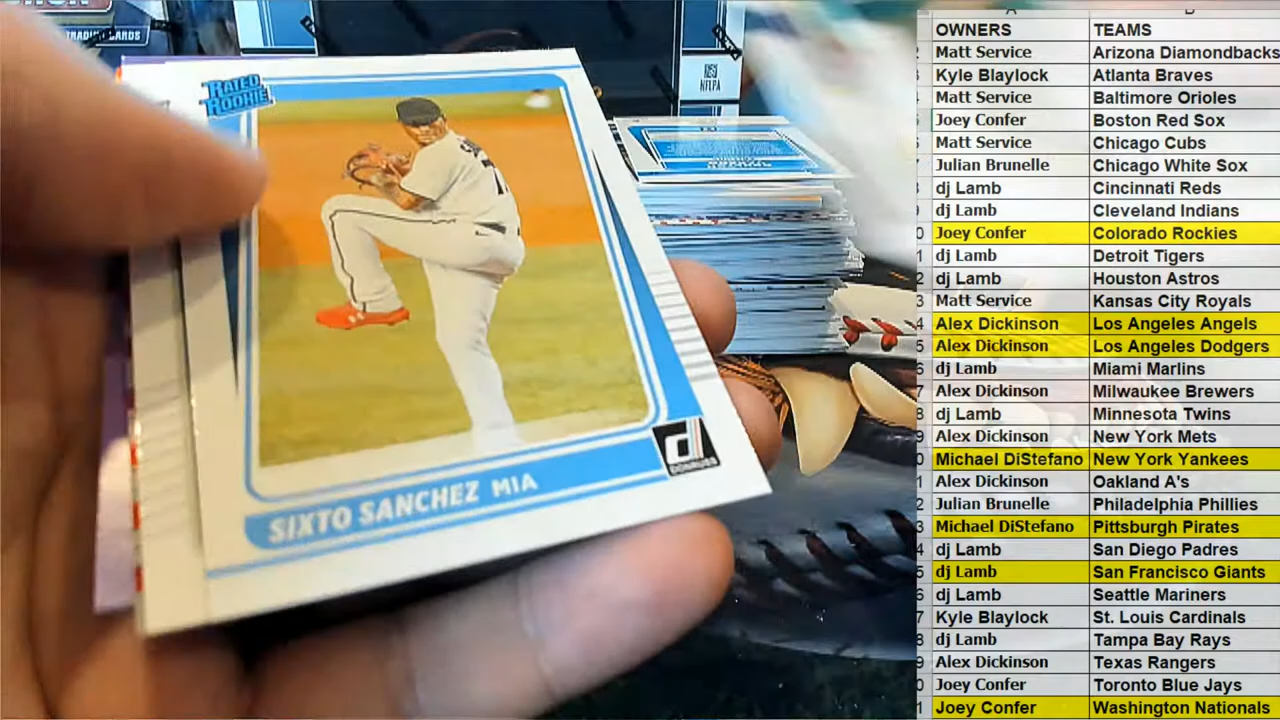 TRADING CARDS
NFLPA
RATED
ROOKIE
SIXTO SANCHEZ MIA
d
DONRUSS
OWNERS TEAMS
Matt Service Arizona Diamondbacks
Kyle Blaylock Atlanta Braves
Matt Service Baltimore Orioles
Joey Confer Boston Red Sox
Matt Service Chicago Cubs
Julian Brunelle Chicago White Sox
dj Lamb Cincinnati Reds
dj Lamb Cleveland Indians
Joey Confer Colorado Rockies
dj Lamb Detroit Tigers
dj Lamb Houston Astros
Matt Service Kansas City Royals
Alex Dickinson Los Angeles Angels
Alex Dickinson Los Angeles Dodgers
dj Lamb Miami Marlins
Alex Dickinson Milwaukee Brewers
dj Lamb Minnesota Twins
Alex Dickinson New York Mets
Michael DiStefano New York Yankees
Alex Dickinson Oakland A's
Julian Brunelle Philadelphia Phillies
Michael DiStefano Pittsburgh Pirates
dj Lamb San Diego Padres
dj Lamb San Francisco Giants
dj Lamb Seattle Mariners
Kyle Blaylock St. Louis Cardinals
dj Lamb Tampa Bay Rays
Alex Dickinson Texas Rangers
Joey Confer Toronto Blue Jays
Joey Confer Washington Nationals